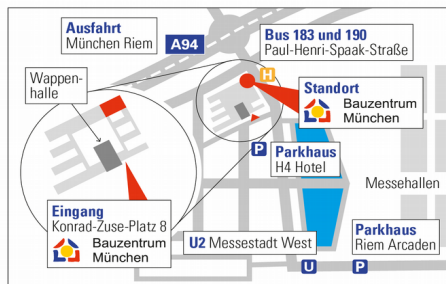 Ausfahrt
München Riem
A94
Bus 183 und 190
Paul-Henri-Spaak-Straße
H
Wappen-
halle
Standort
Bauzentrum
München
P
Parkhaus
H4 Hotel
Messehallen
Eingang
Konrad-Zuse-Platz 8
Bauzentrum
München
U2 Messestadt West
Parkhaus
Riem Arcaden
U
P